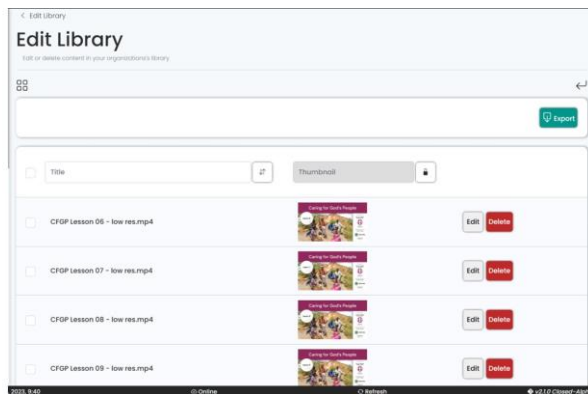 < Edit Library
Edit Library
Edit or delete content in your organizations's library
Export
Title
Thumbnail
CFGP Lesson 06 - low res.mp4
Caring for God's People
Edit
Delete
CFGP Lesson 07 - low res.mp4
Caring for God's People
Edit
Delete
CFGP Lesson 08 - low res.mp4
Caring for God's People
Edit
Delete
CFGP Lesson 09 - low res.mp4
Caring for God's People
Edit
Delete
2023, 9:40
Online
Refresh
v2.1.0 Closed-Alph